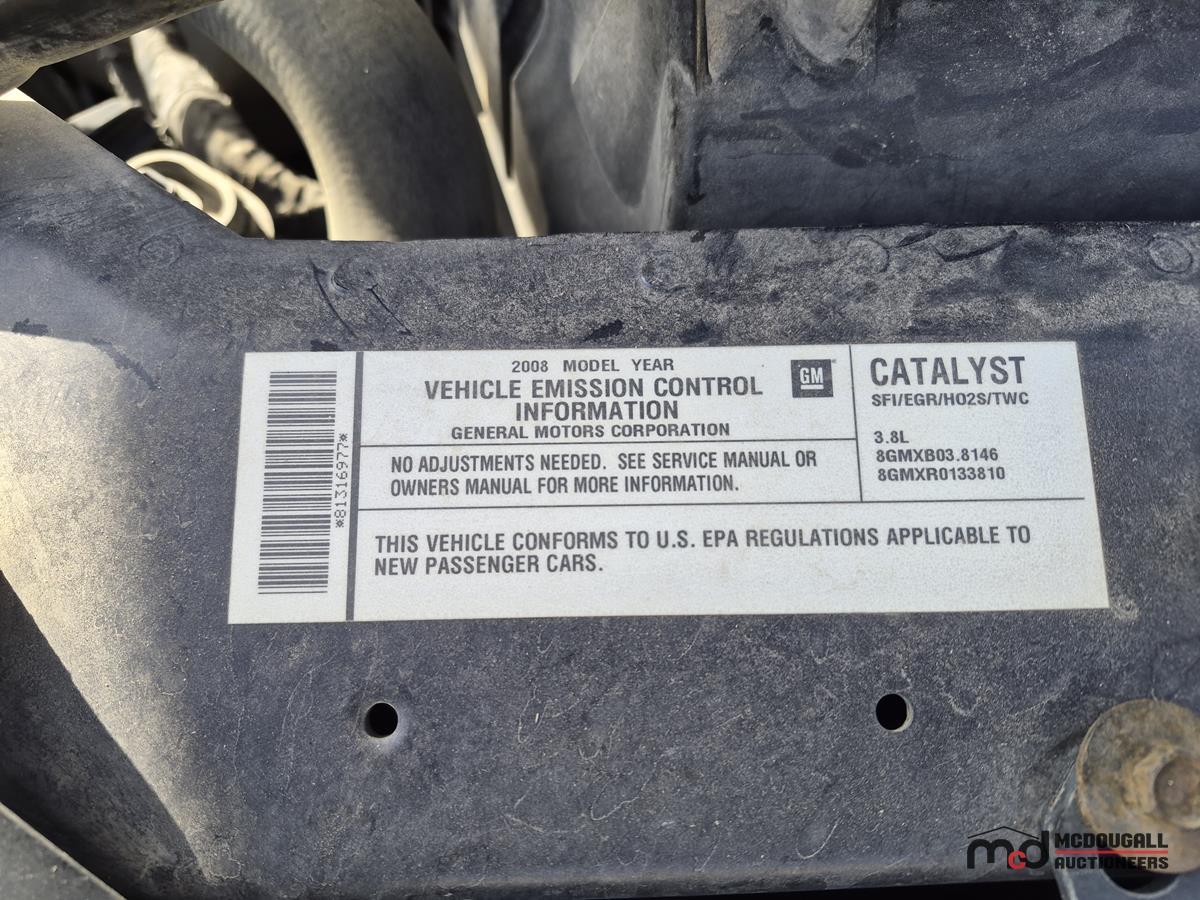 *81316977*
2008 MODEL YEAR
VEHICLE EMISSION CONTROL
INFORMATION
GENERAL MOTORS CORPORATION
GM
NO ADJUSTMENTS NEEDED. SEE SERVICE MANUAL OR
OWNERS MANUAL FOR MORE INFORMATION.
CATALYST
SFI/EGR/HO2S/TWC
3.8L
8GMXB03.8146
8GMXR0133810
THIS VEHICLE CONFORMS TO U.S. EPA REGULATIONS APPLICABLE TO
NEW PASSENGER CARS.
mcd
MCDOUGALL
AUCTIONEERS